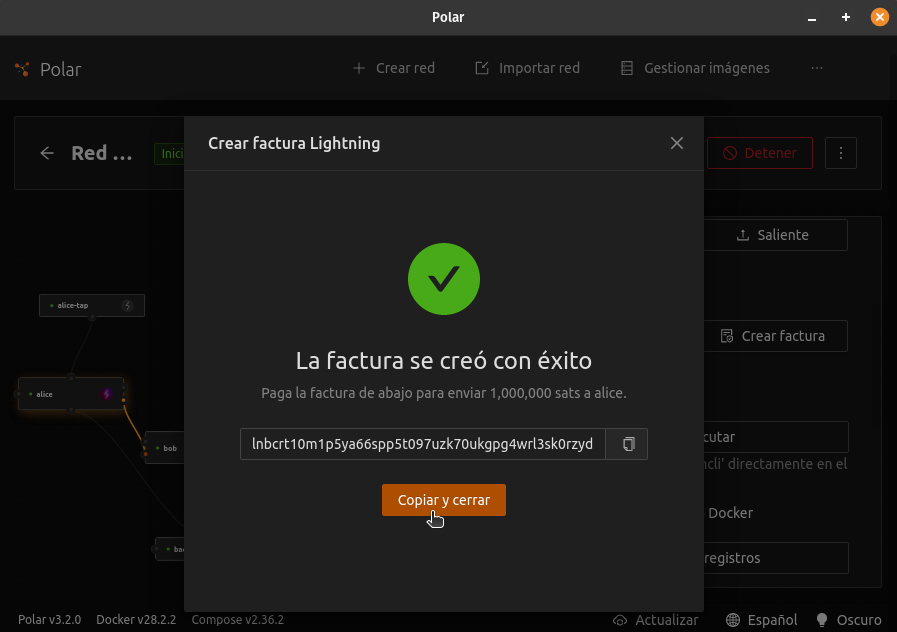 Polar
Polar
Crear red
Importar red
Gestionar imágenes
Red ...
Inici
Detener
Crear factura Lightning
Saliente
alice-tap
La factura se creó con éxito
Crear factura
Paga la factura de abajo para enviar 1,000,000 sats a alice.
alice
lnbcrt10m1p5ya66spp5t097uzk70ukgpg4wrl3sk0rzyd
cutar
bob
ncli' directamente en el
Copiar y cerrar
Docker
registros
Polar v3.2.0
Docker v28.2.2
Compose v2.36.2
Actualizar
Español
Oscuro